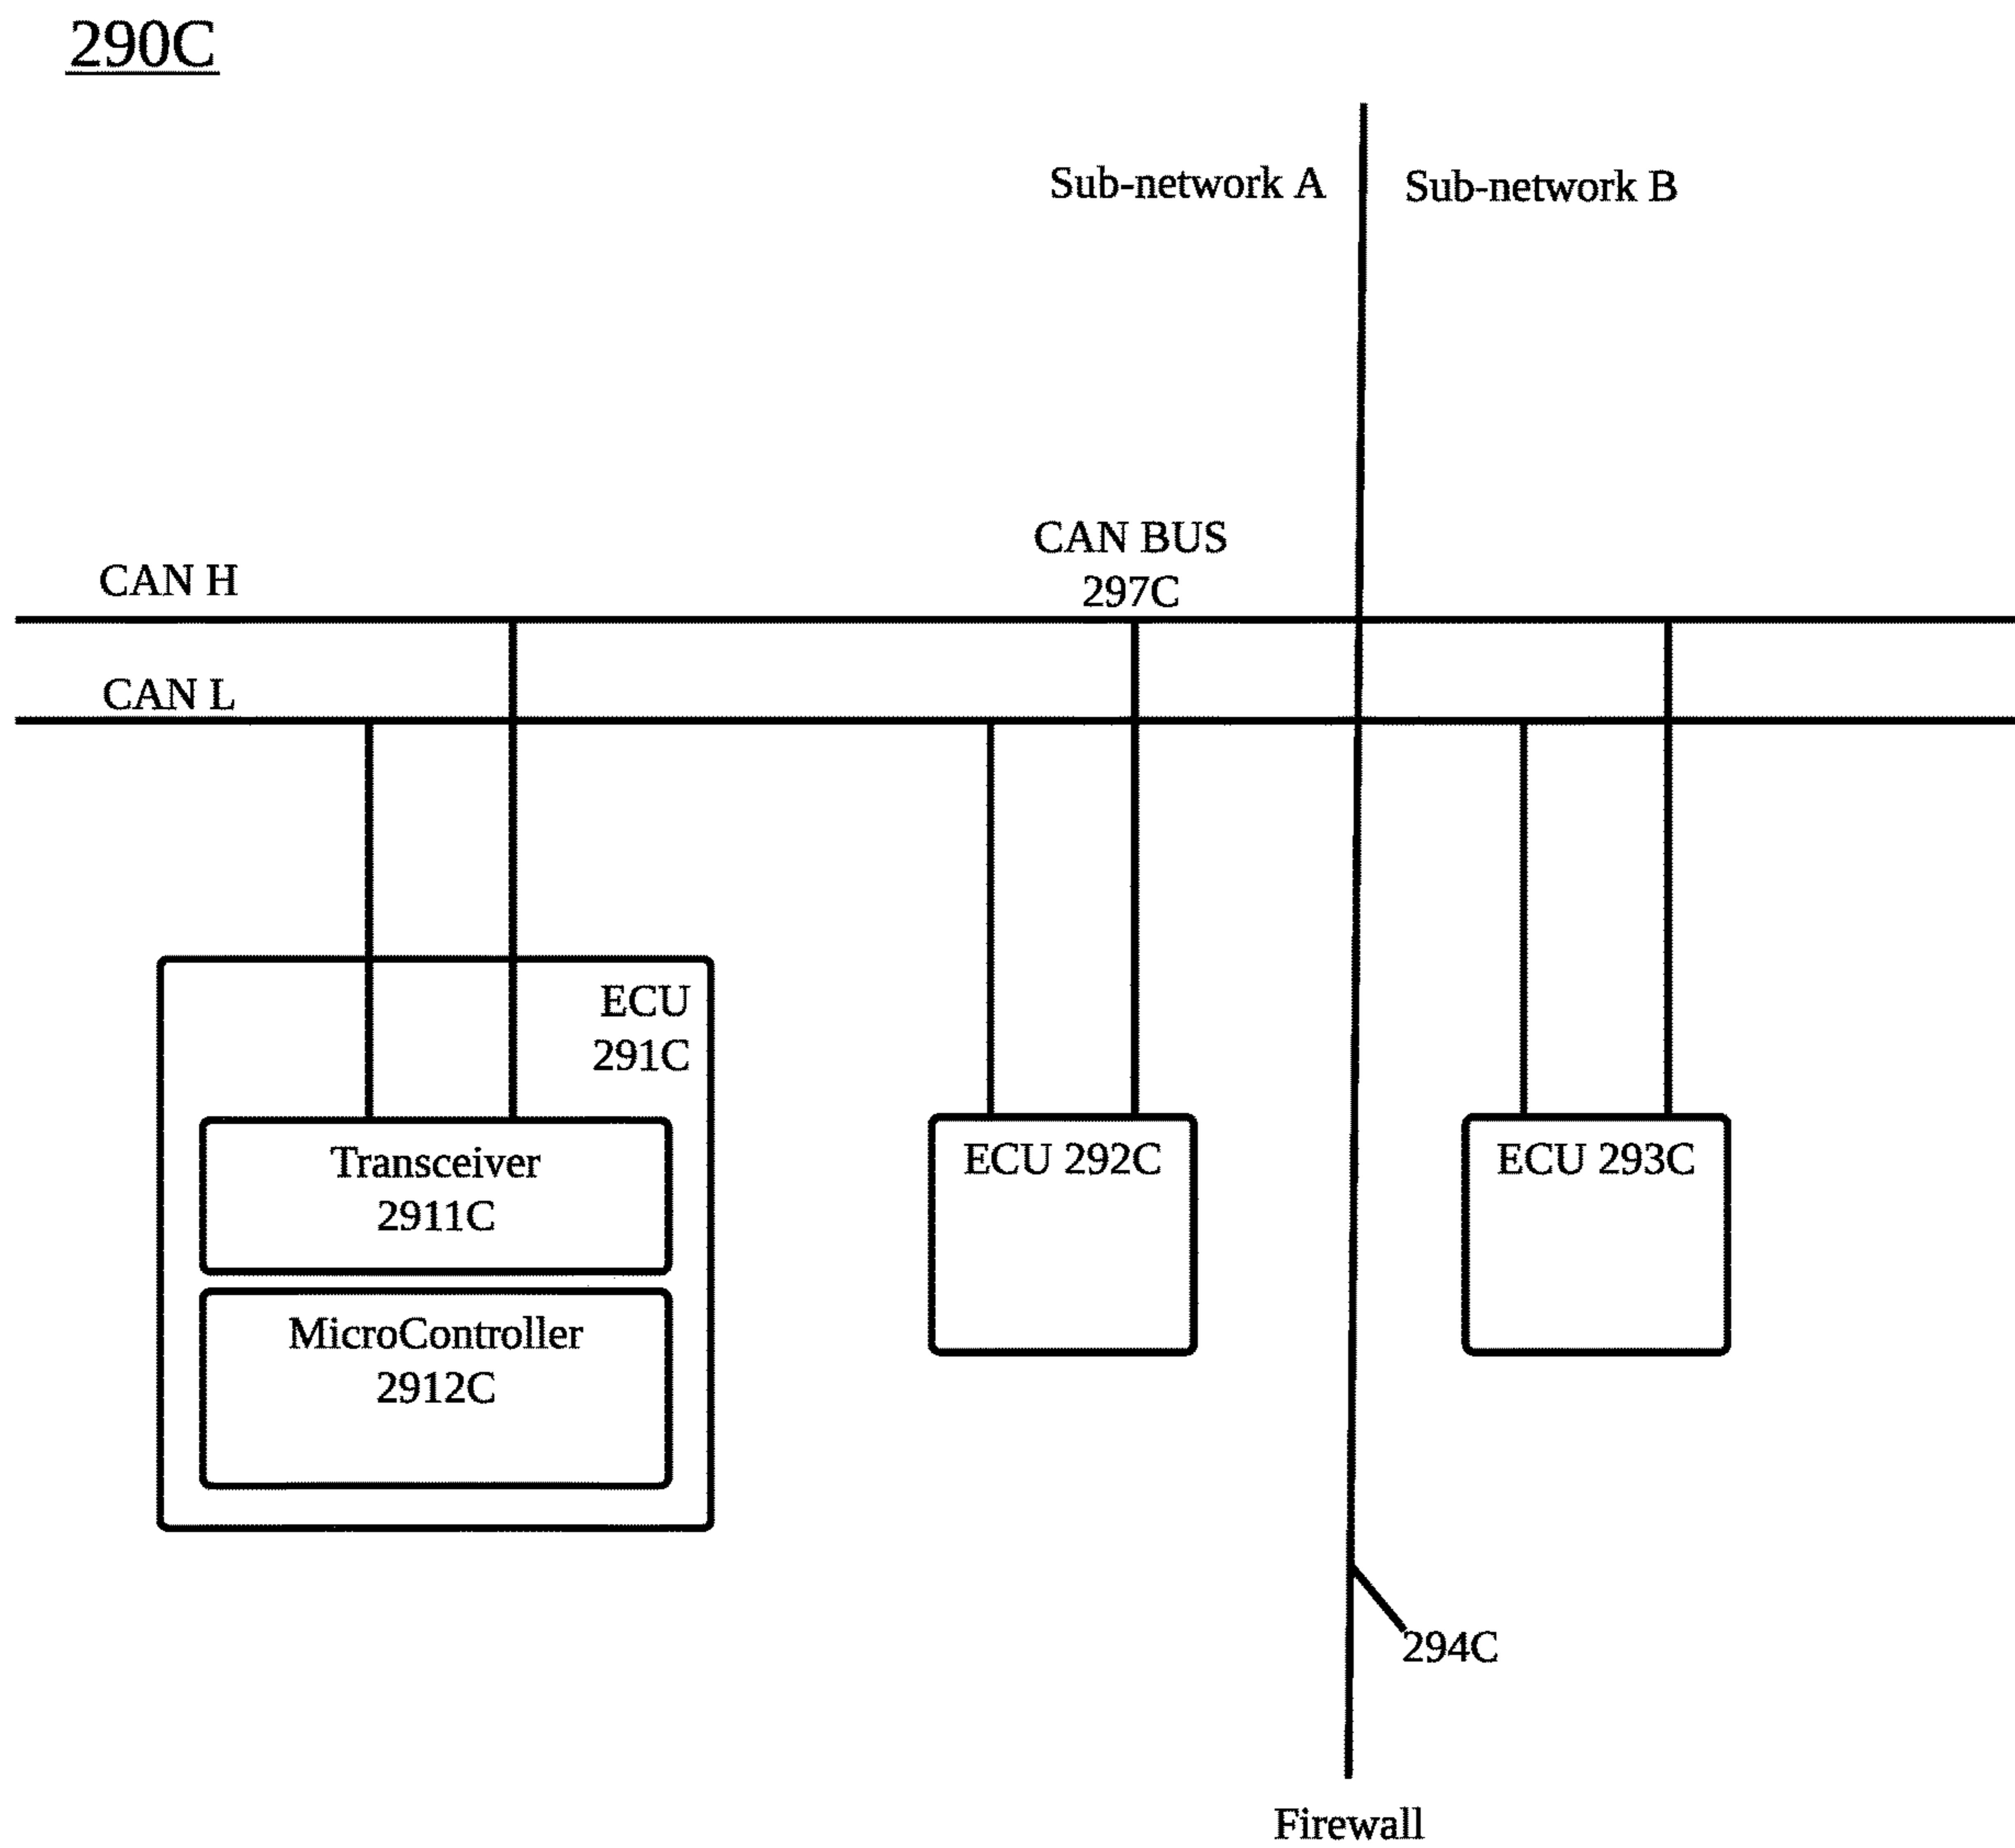 290C
Sub-network A
Sub-network B
CAN BUS
297C
CAN H
CAN L
ECU
291C
Transceiver
2911C
MicroController
2912C
ECU 292C
ECU 293C
294C
Firewall